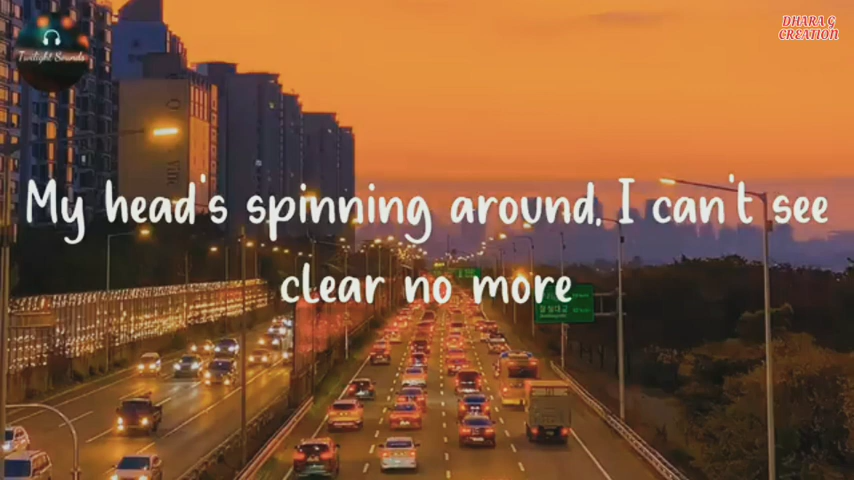 Twilight Sounds
DHARA G
CREATION
My head's spinning around, I can't see
clear no more